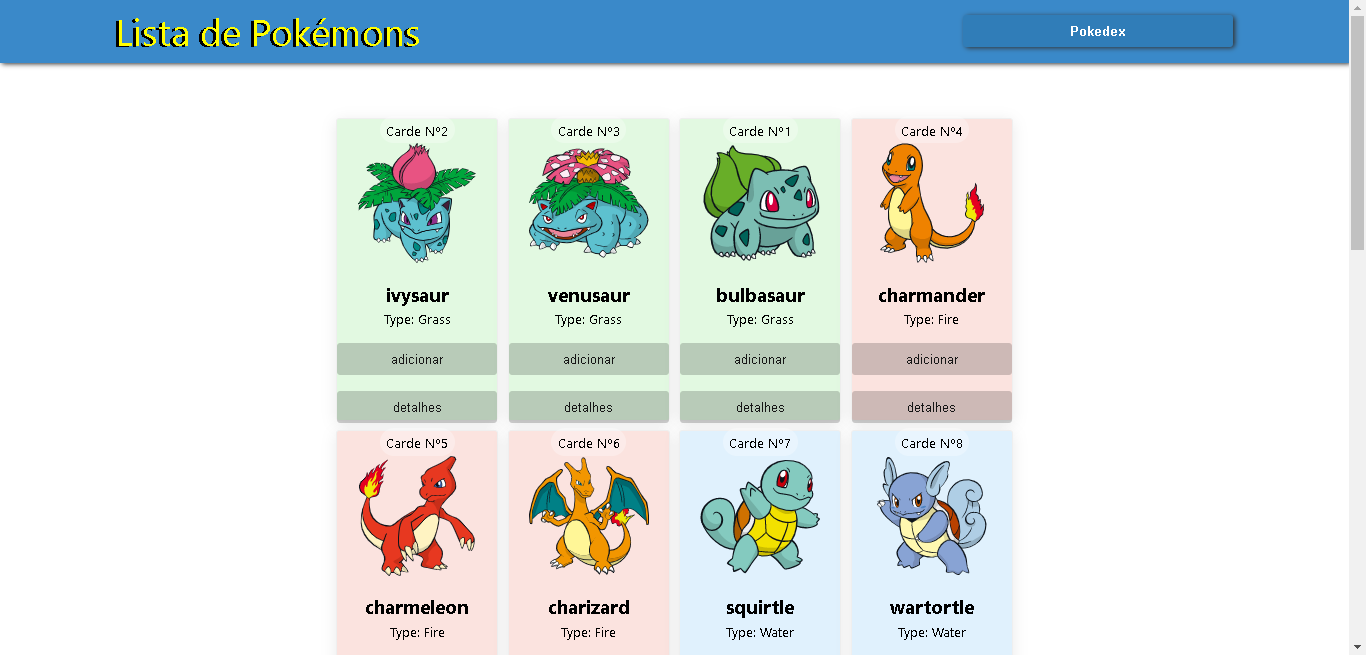 Lista de Pokémons
Pokedex
Carde Nº2
Carde Nº3
Carde Nº1
Carde Nº4
ivysaur
venusaur
bulbasaur
charmander
Type: Grass
Type: Grass
Type: Grass
Type: Fire
adicionar
adicionar
adicionar
adicionar
detalhes
detalhes
detalhes
detalhes
Carde Nº5
Carde Nº6
Carde Nº7
Carde Nº8
charmeleon
charizard
squirtle
wartortle
Type: Fire
Type: Fire
Type: Water
Type: Water